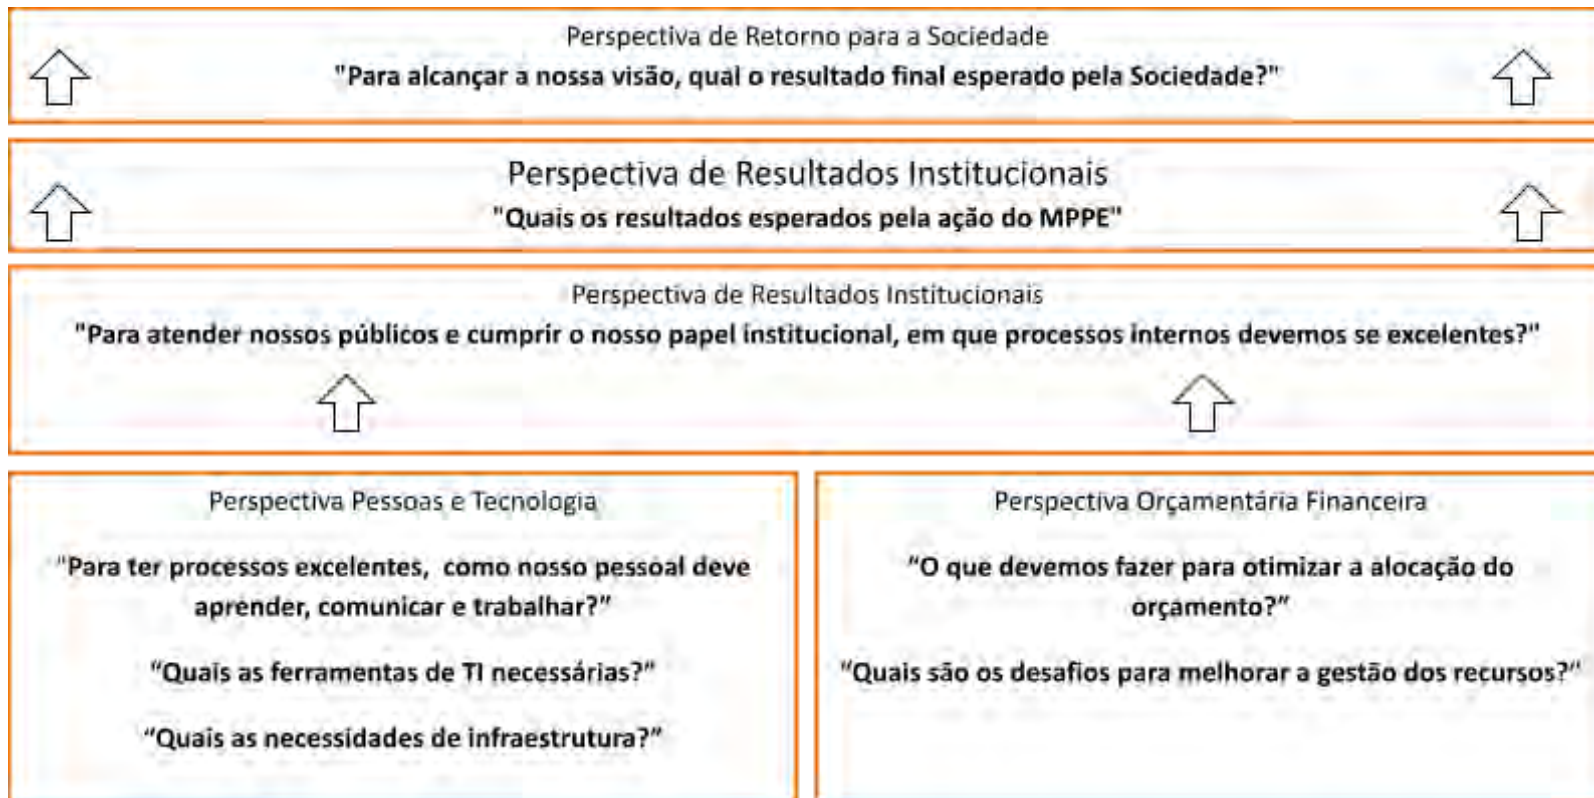 Perspectiva de Retorno para a Sociedade
"Para alcançar a nossa visão, qual o resultado final esperado pela Sociedade?"
Perspectiva de Resultados Institucionais
"Quais os resultados esperados pela ação do MPPE"
Perspectiva de Resultados Institucionais
"Para atender nossos públicos e cumprir o nosso papel institucional, em que processos internos devemos se excelentes?"
Perspectiva Pessoas e Tecnologia
"Para ter processos excelentes, como nosso pessoal deve
aprender, comunicar e trabalhar?”
“Quais as ferramentas de TI necessárias?”
“Quais as necessidades de infraestrutura?”
Perspectiva Orçamentária Financeira
“O que devemos fazer para otimizar a alocação do
orçamento?”
“Quais são os desafios para melhorar a gestão dos recursos?”